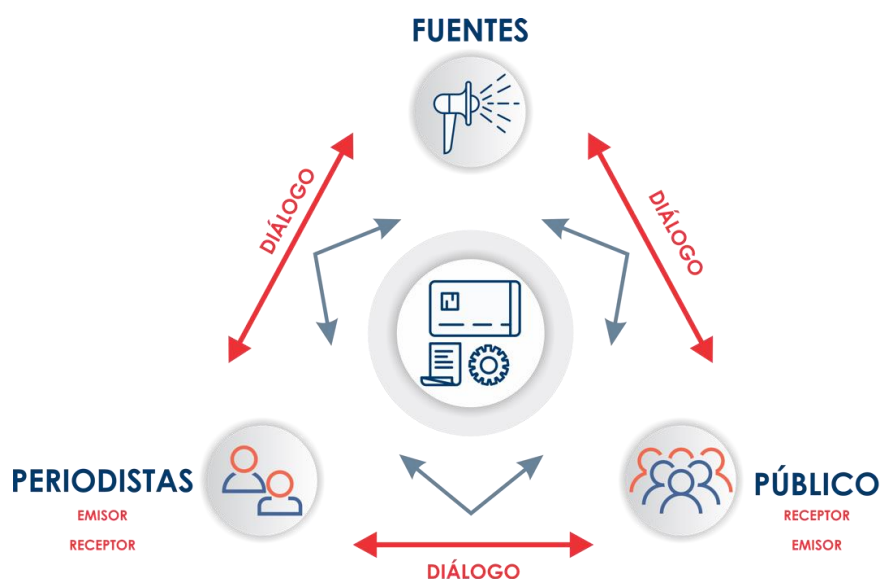 FUENTES
DIÁLOGO
DIÁLOGO
PERIODISTAS
EMISOR
RECEPTOR
PÚBLICO
RECEPTOR
EMISOR
DIÁLOGO